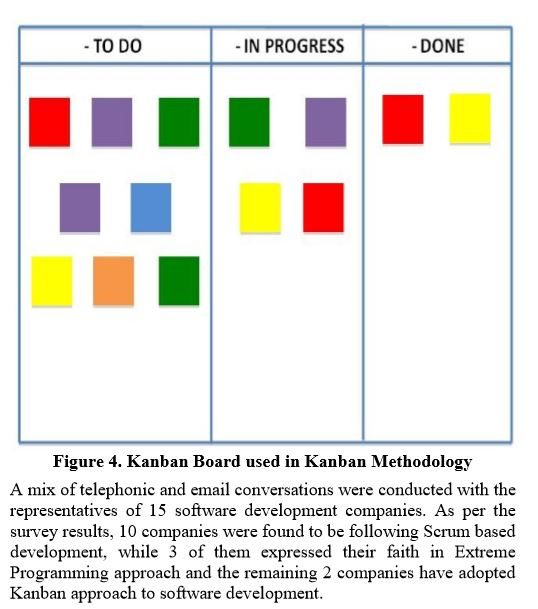 - TO DO
- IN PROGRESS
- DONE
Figure 4. Kanban Board used in Kanban Methodology
A mix of telephonic and email conversations were conducted with the
representatives of 15 software development companies. As per the
survey results, 10 companies were found to be following Scrum based
development, while 3 of them expressed their faith in Extreme
Programming approach and the remaining 2 companies have adopted
Kanban approach to software development.